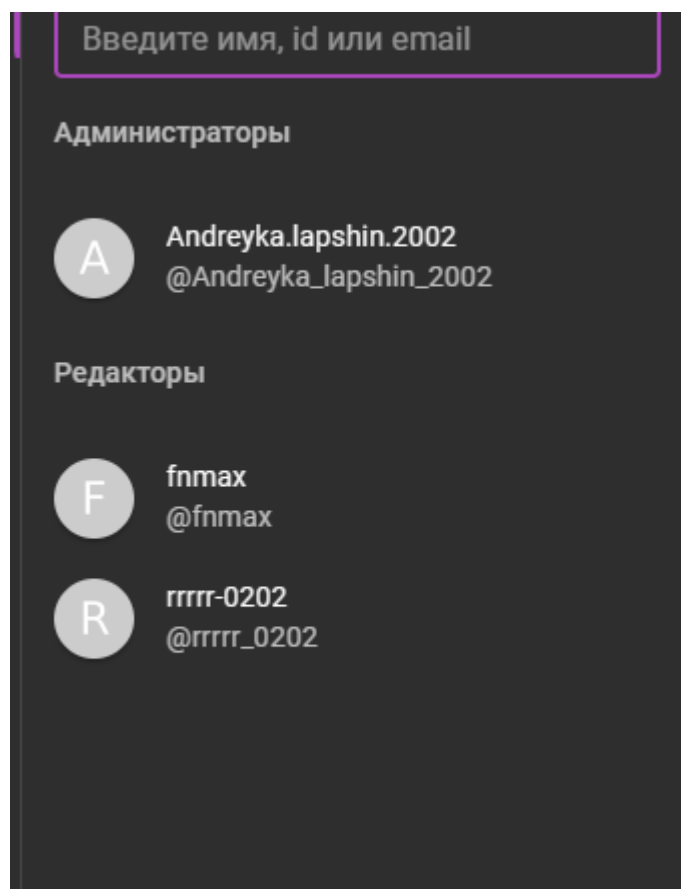 Введите имя, id или email
Администраторы
A
Andreyka.lapshin.2002
@Andreyka_lapshin_2002
Редакторы
F
fnmax
@fnmax
R
rrrrr-0202
@rrrrr_0202